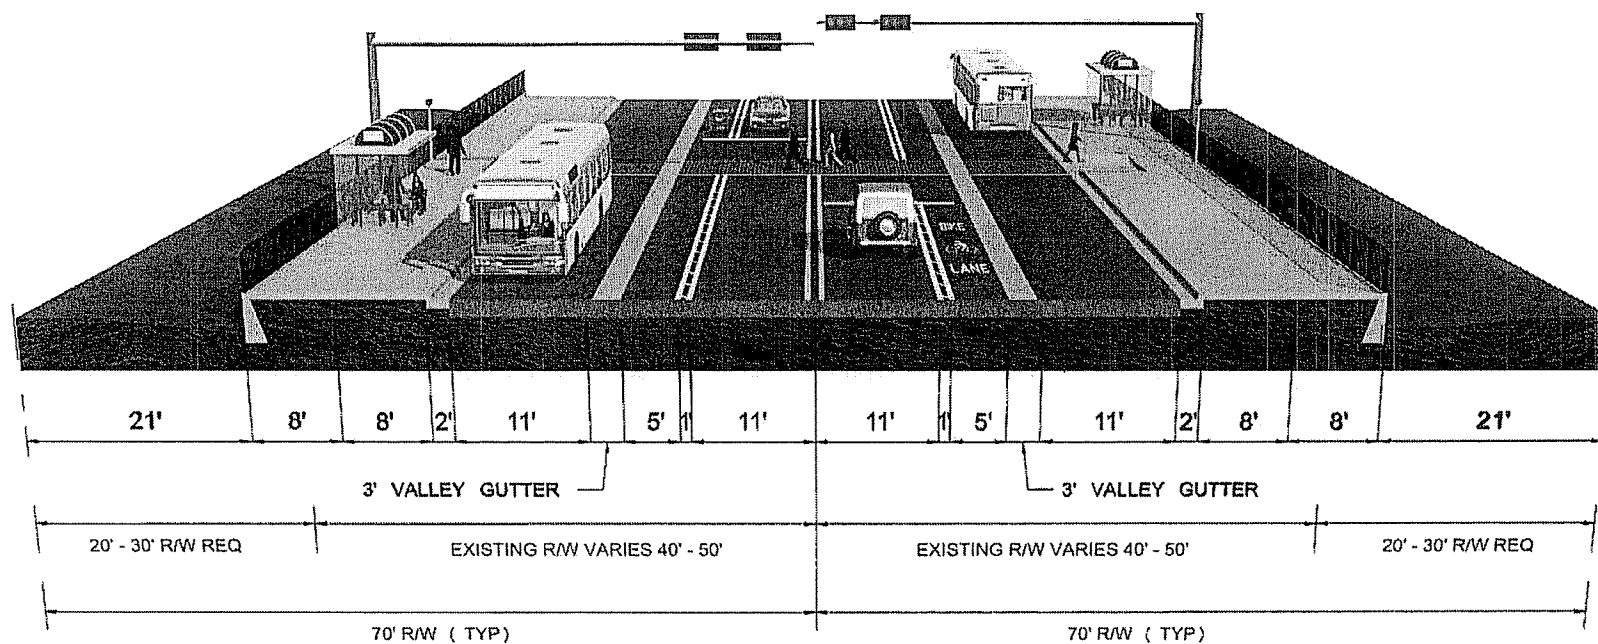 BIKE
LANE
21' 8' 8' 2' 11' 5' 1' 11' 11' 1' 5' 11' 2' 8' 8' 21'
3' VALLEY GUTTER 3' VALLEY GUTTER
20' - 30' R/W REQ EXISTING R/W VARIES 40' - 50' EXISTING R/W VARIES 40' - 50' 20' - 30' R/W REQ
70' R/W ( TYP ) 70' R/W ( TYP )